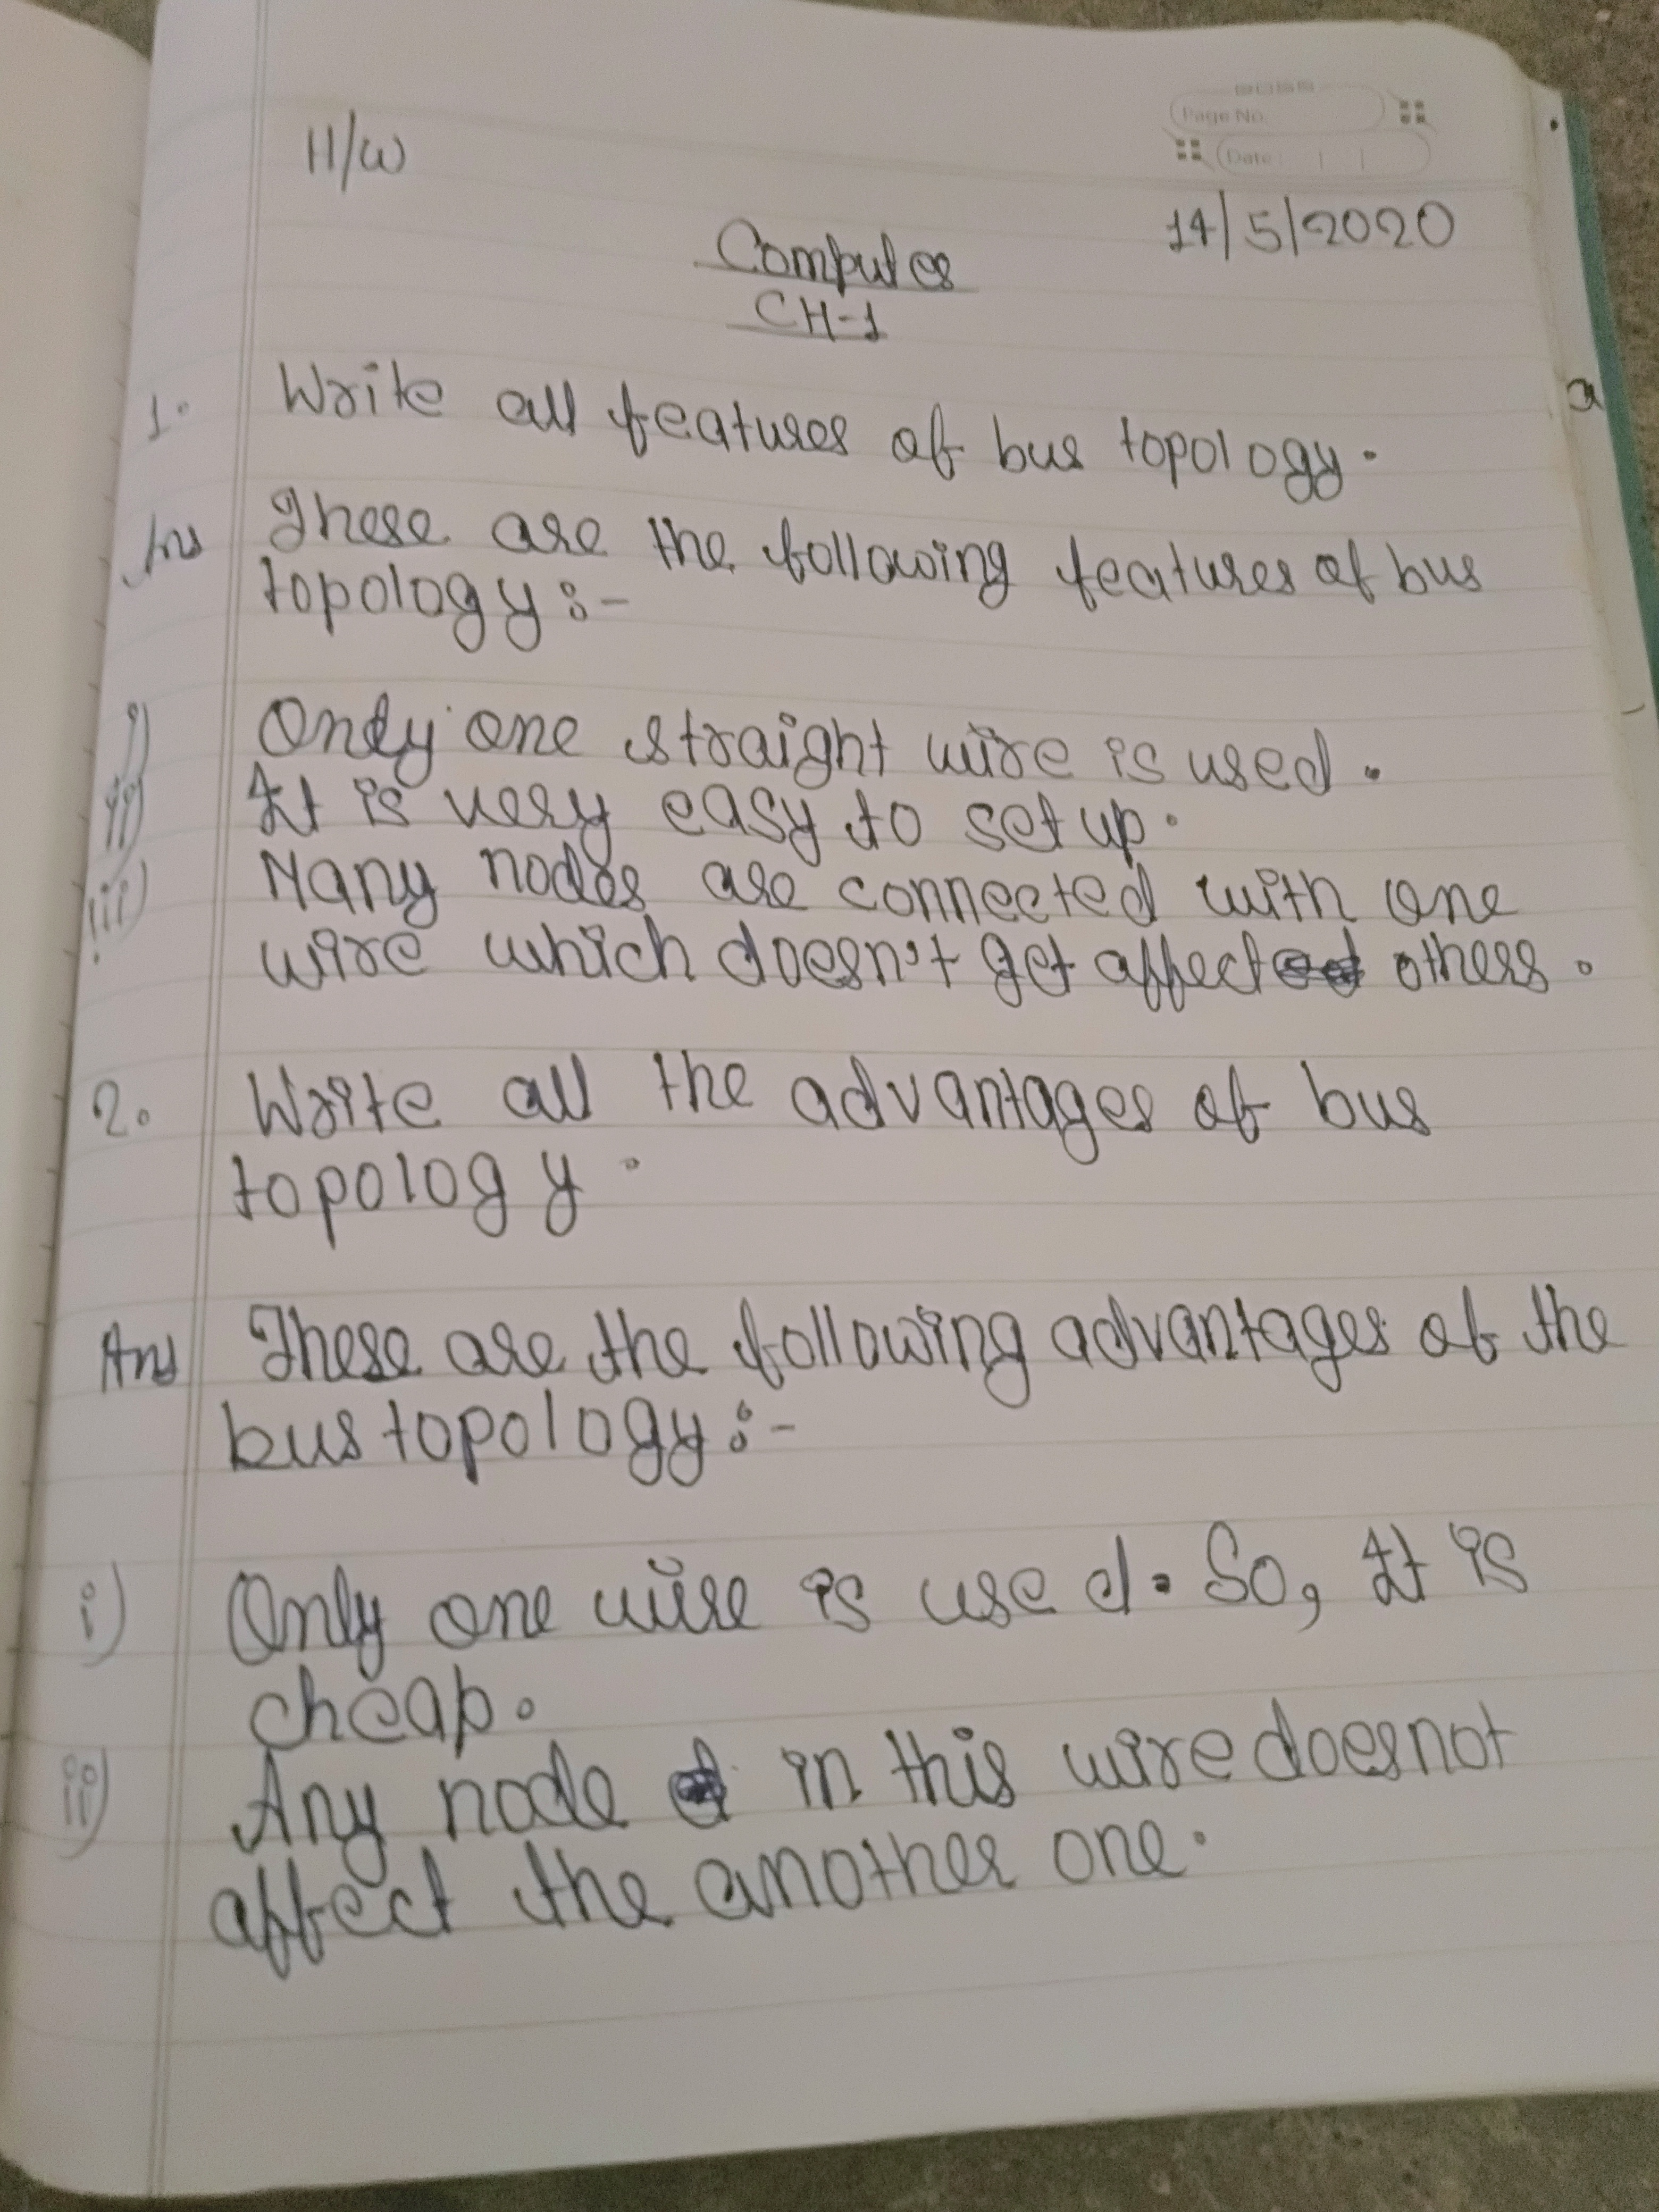 H/W
Page No.
Date:
14/5/2020
Computer
CH-1
1. Write all features of bus topology.
Ans These are the following features of bus
topology :-
i) Only one straight wire is used.
ii) It is very easy to set up.
iii) Many nodes are connected with one
wire which doesn't get affect others.
2. Write all the advantages of bus
topology.
Ans These are the following advantages of the
bus topology :-
i) Only one wire is used. So, It is
cheap.
ii) Any node in this wire does not
affect the another one.